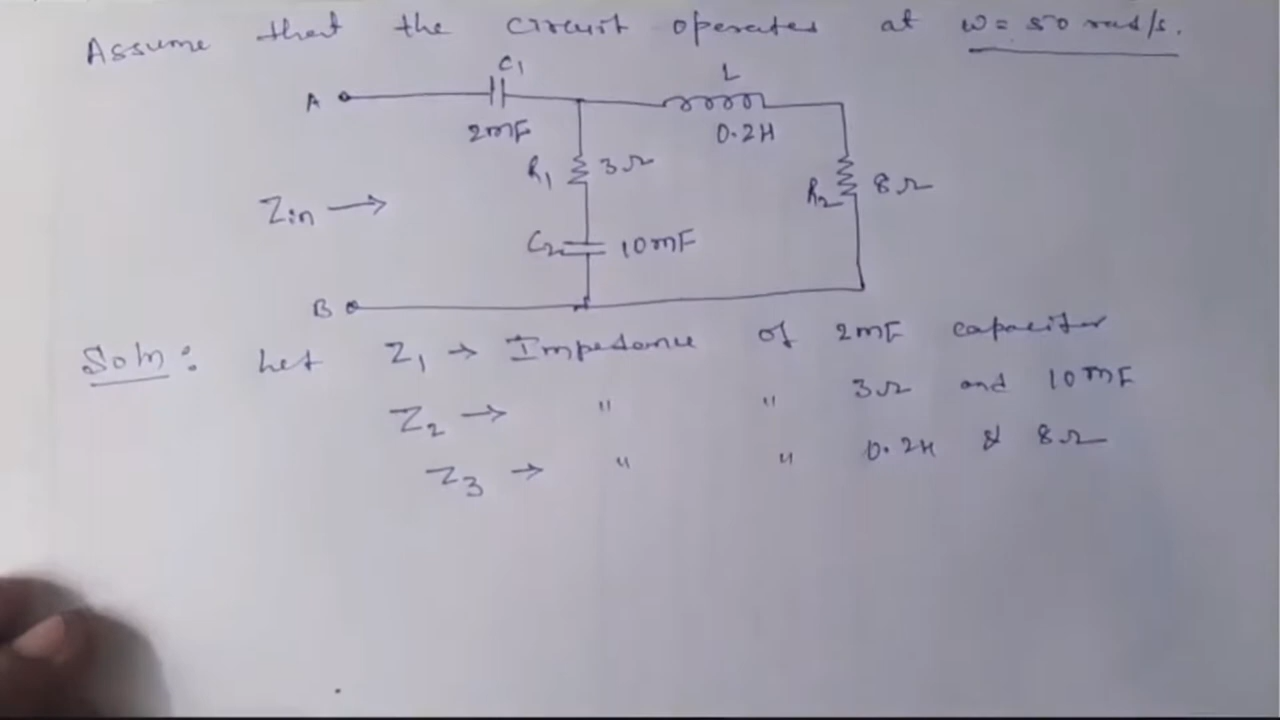 Assume that the circuit operates at ω = 50 rad/s.
C1 L
A
2mF 0.2H
R1 3Ω
R2 8Ω
Zin →
C2 10mF
B
Soln: Let Z1 → Impedance of 2mF capacitor
Z2 → " " 3Ω and 10mF
Z3 → " " 0.2H & 8Ω